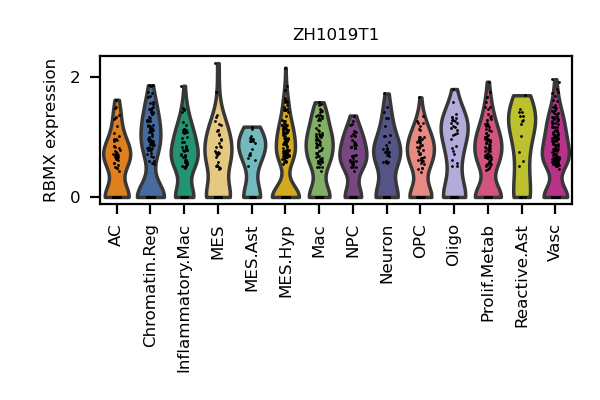 ZH1019T1
RBMX expression
2
0
AC
Chromatin.Reg
Inflammatory.Mac
MES
MES.Ast
MES.Hyp
Mac
NPC
Neuron
OPC
Oligo
Prolif.Metab
Reactive.Ast
Vasc